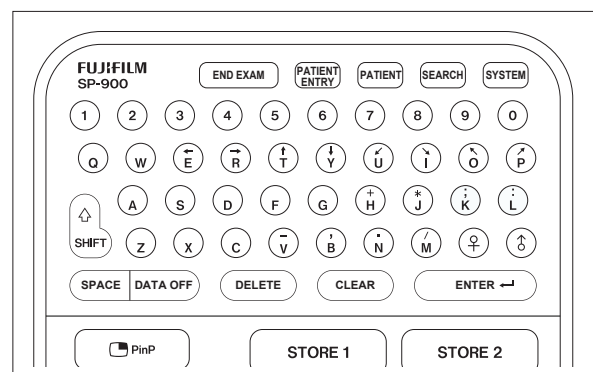 FUJIFILM
SP-900
END EXAM PATIENT ENTRY PATIENT SEARCH SYSTEM
1 2 3 4 5 6 7 8 9 0
Q W ← E → R ↑ T ↓ Y ↙ U ↘ I ↖ O ↗ P
A S D F G + H * J ; K : L
⇧ SHIFT Z X C - V , B . N / M ♀ ♂
SPACE DATA OFF DELETE CLEAR ENTER ↵
PinP STORE 1 STORE 2